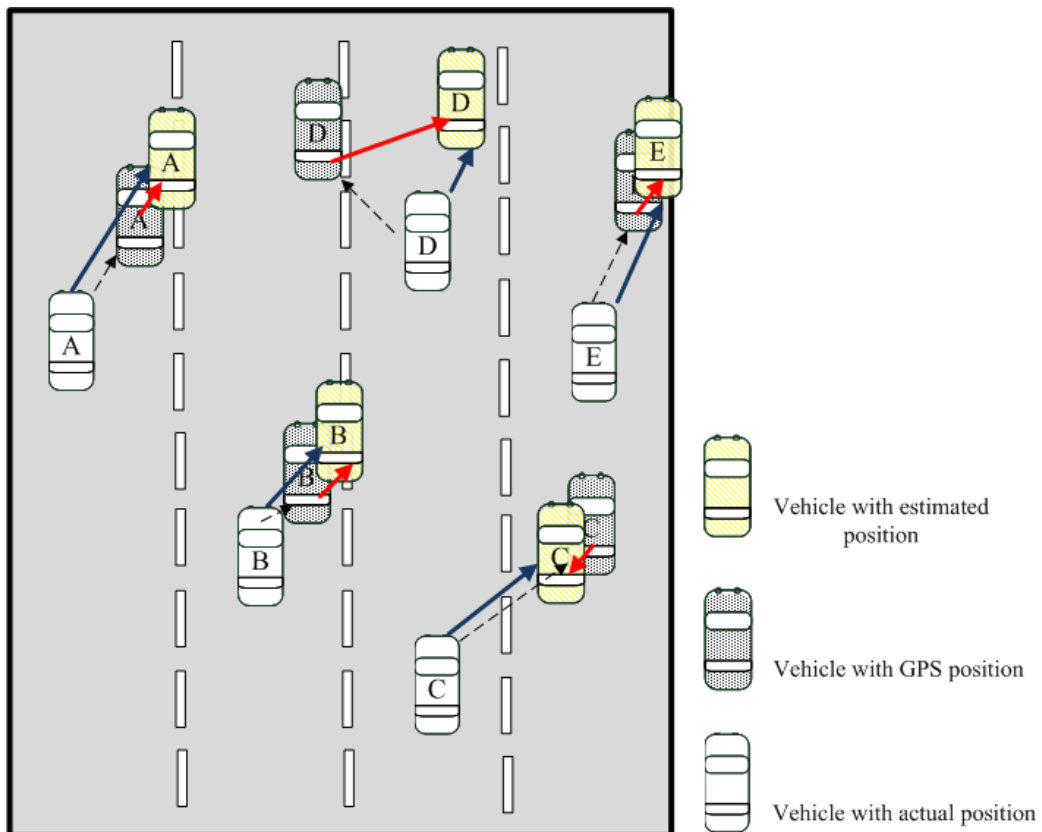 D
D
E
A
A
D
E
A
B
B
B
C
C
C
Vehicle with estimated
position
Vehicle with GPS position
Vehicle with actual position